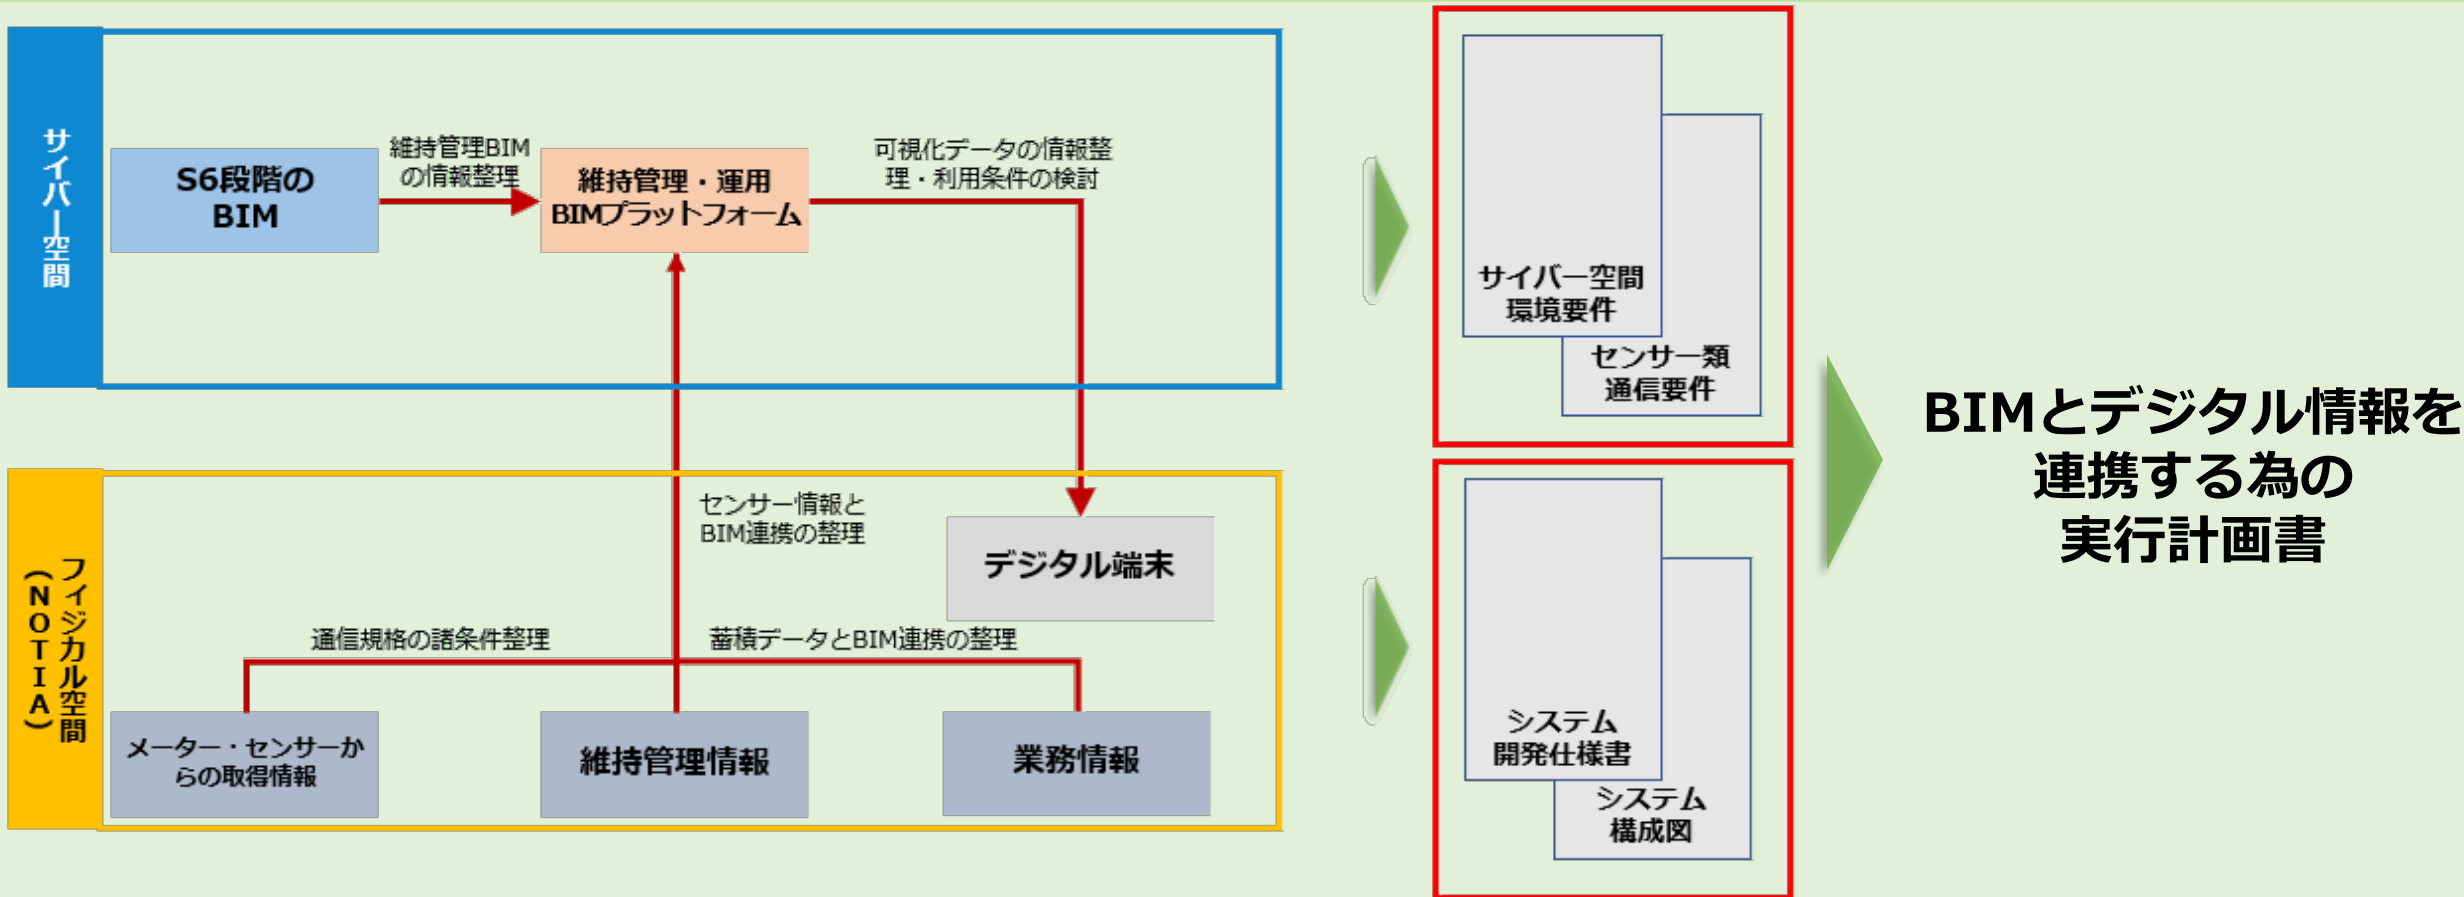 サイバー空間
S6段階の
BIM
維持管理BIM
の情報整理
維持管理・運用
BIMプラットフォーム
可視化データの情報整
理・利用条件の検討
フィジカル空間
（NOTIA）
センサー情報と
BIM連携の整理
デジタル端末
通信規格の諸条件整理
蓄積データとBIM連携の整理
メーター・センサーか
らの取得情報
維持管理情報
業務情報
サイバー空間
環境要件
センサー類
通信要件
システム
開発仕様書
システム
構成図
BIMとデジタル情報を
連携する為の
実行計画書